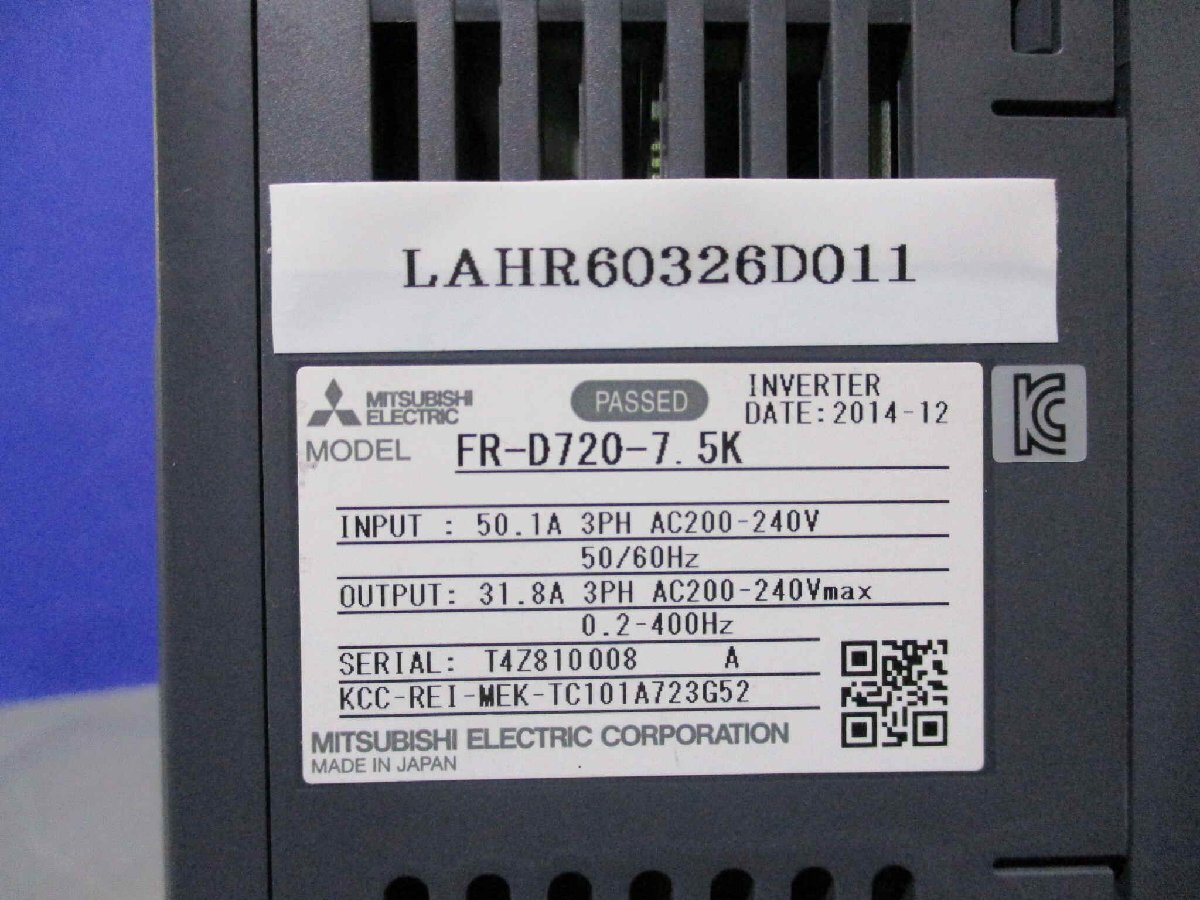 LAHR60326D011
MITSUBISHI
ELECTRIC
PASSED
INVERTER
DATE:2014-12
MODEL FR-D720-7.5K
INPUT : 50.1A 3PH AC200-240V
50/60Hz
OUTPUT: 31.8A 3PH AC200-240Vmax
0.2-400Hz
SERIAL: T4Z810008 A
KCC-REI-MEK-TC101A723G52
MITSUBISHI ELECTRIC CORPORATION
MADE IN JAPAN